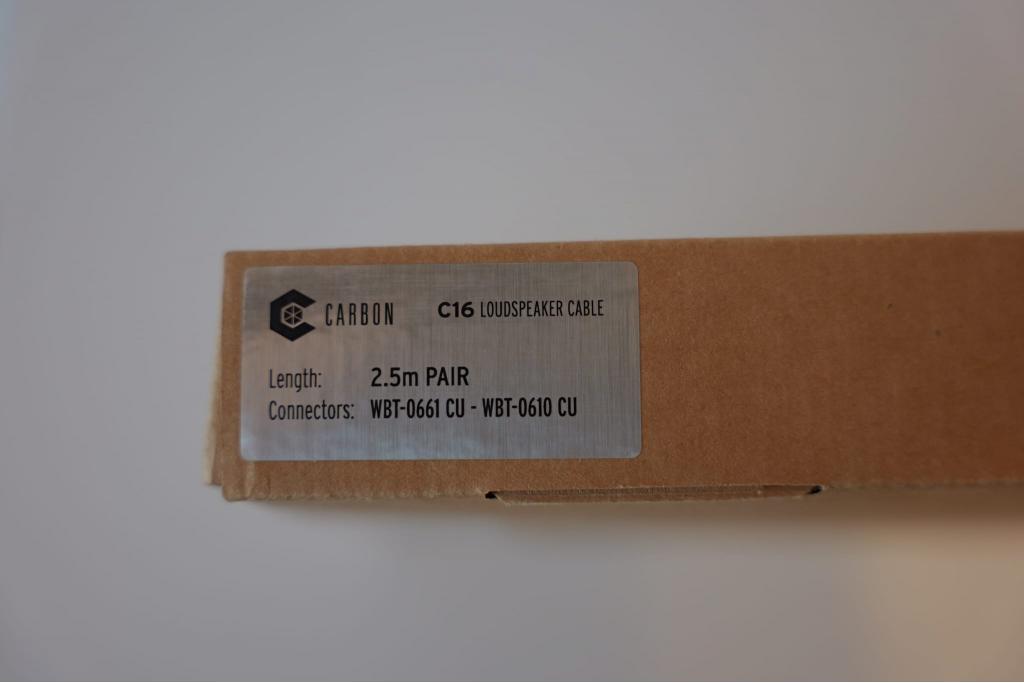 CARBON
C16 LOUDSPEAKER CABLE
Length: 2.5m PAIR
Connectors: WBT-0661 CU - WBT-0610 CU